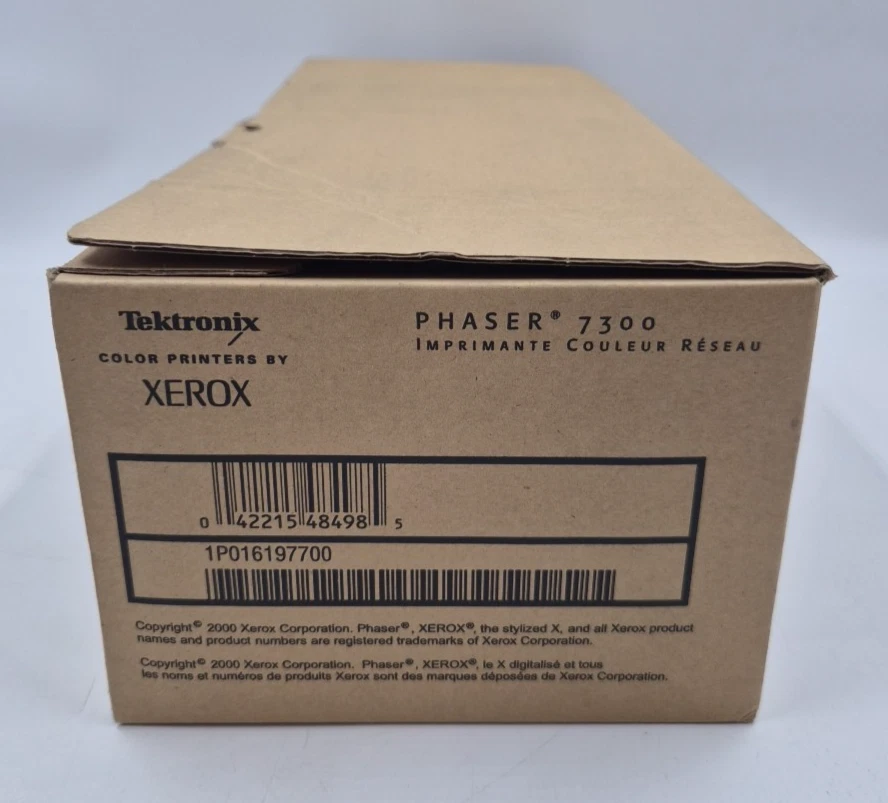 Tektronix
COLOR PRINTERS BY
XEROX
PHASER® 7300
IMPRIMANTE COULEUR RÉSEAU
0 42215 48498 5
1P016197700
Copyright© 2000 Xerox Corporation. Phaser®, XEROX®, the stylized X, and all Xerox product
names and product numbers are registered trademarks of Xerox Corporation.
Copyright© 2000 Xerox Corporation. Phaser®, XEROX®, le X digitalisé et tous
les noms et numéros de produits Xerox sont des marques déposées de Xerox Corporation.